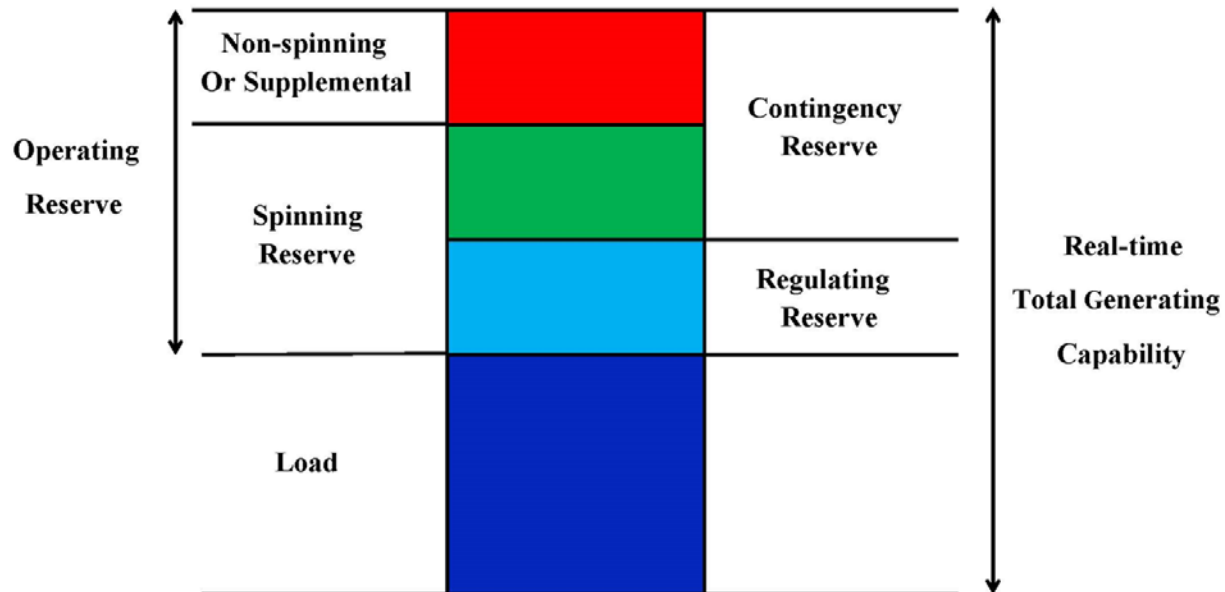 Non-spinning
Or Supplemental
Contingency
Reserve
Operating
Reserve
Spinning
Reserve
Regulating
Reserve
Real-time
Total Generating
Capability
Load